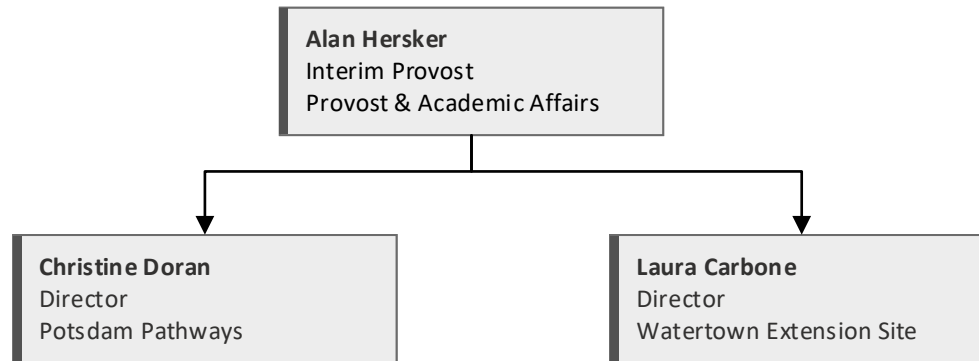 Alan Hersker
Interim Provost
Provost & Academic Affairs
Christine Doran
Director
Potsdam Pathways
Laura Carbone
Director
Watertown Extension Site